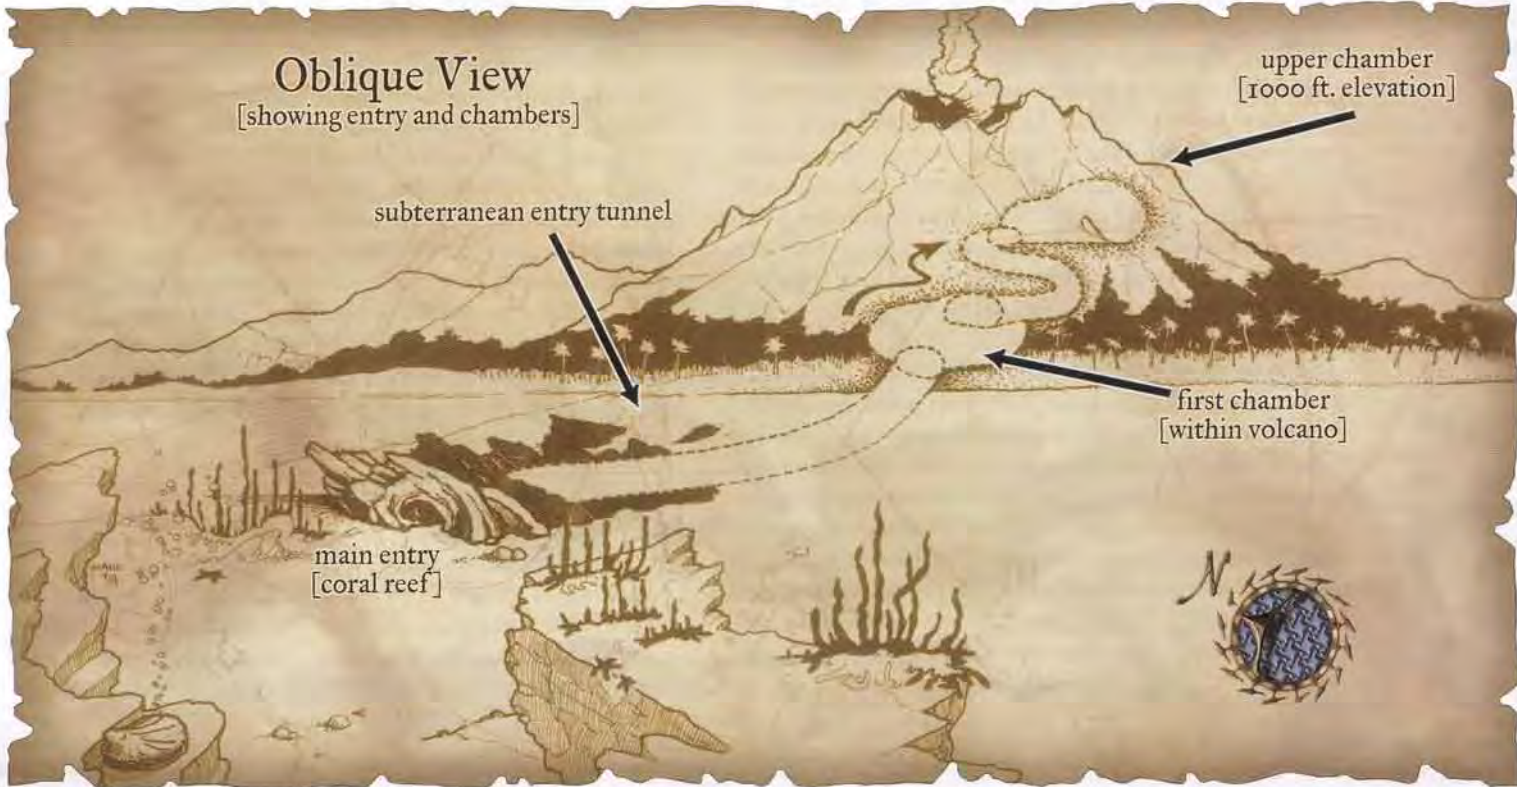 Oblique View
[showing entry and chambers]
upper chamber
[1000 ft. elevation]
subterranean entry tunnel
first chamber
[within volcano]
main entry
[coral reef]
N